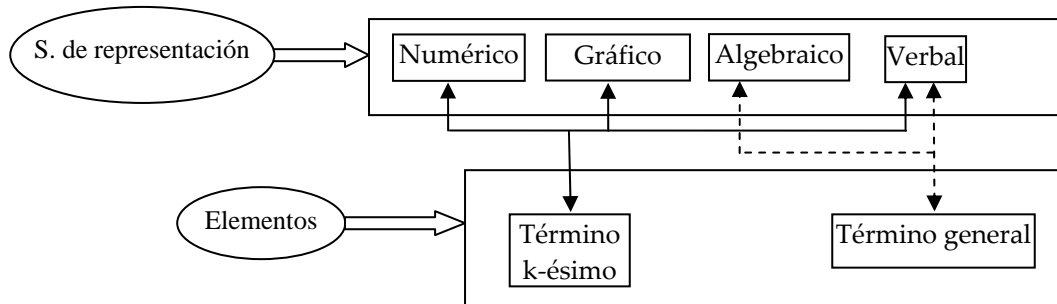 S. de representación
Numérico
Gráfico
Algebraico
Verbal
Elementos
Término
k-ésimo
Término general